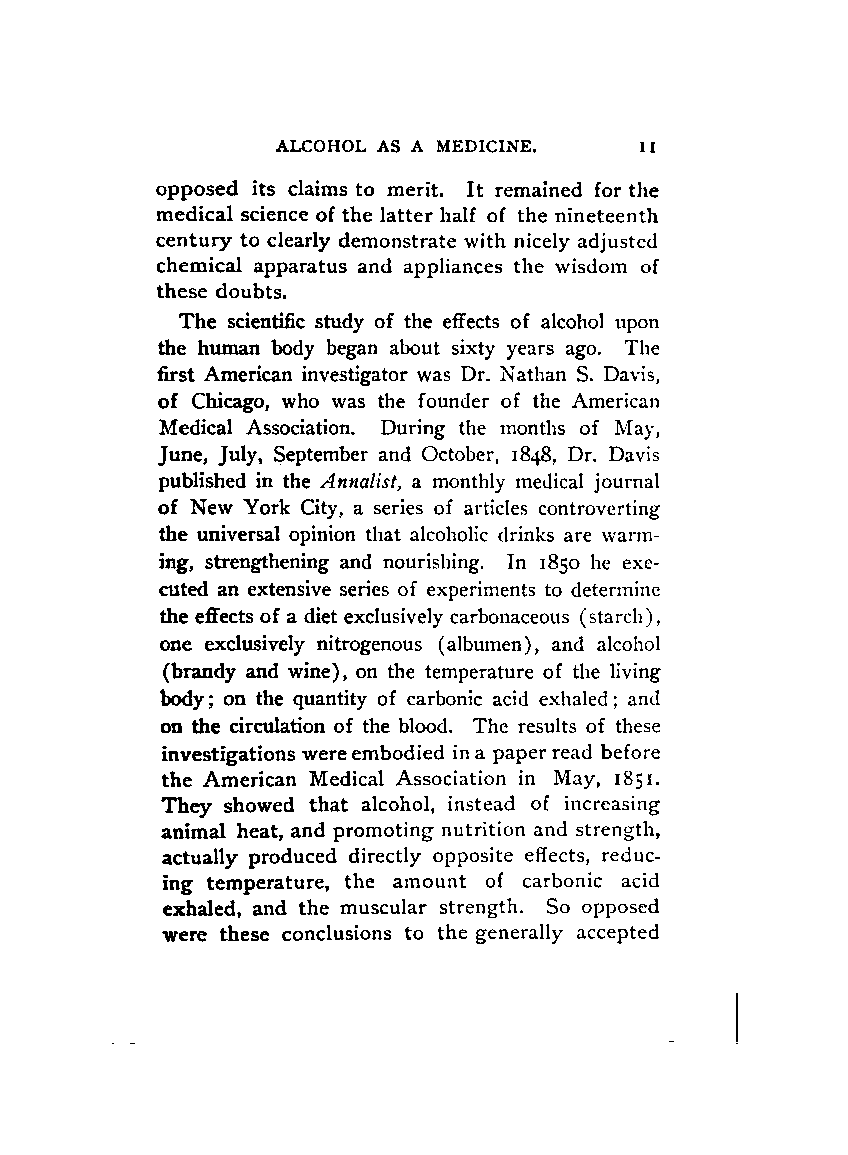 ALCOHOL AS A MEDICINE. 11
opposed its claims to merit. It remained for the
medical science of the latter half of the nineteenth
century to clearly demonstrate with nicely adjusted
chemical apparatus and appliances the wisdom of
these doubts.
The scientific study of the effects of alcohol upon
the human body began about sixty years ago. The
first American investigator was Dr. Nathan S. Davis,
of Chicago, who was the founder of the American
Medical Association. During the months of May,
June, July, September and October, 1848, Dr. Davis
published in the Annalist, a monthly medical journal
of New York City, a series of articles controverting
the universal opinion that alcoholic drinks are warm-
ing, strengthening and nourishing. In 1850 he exe-
cuted an extensive series of experiments to determine
the effects of a diet exclusively carbonaceous (starch),
one exclusively nitrogenous (albumen), and alcohol
(brandy and wine), on the temperature of the living
body; on the quantity of carbonic acid exhaled; and
on the circulation of the blood. The results of these
investigations were embodied in a paper read before
the American Medical Association in May, 1851.
They showed that alcohol, instead of increasing
animal heat, and promoting nutrition and strength,
actually produced directly opposite effects, reduc-
ing temperature, the amount of carbonic acid
exhaled, and the muscular strength. So opposed
were these conclusions to the generally accepted